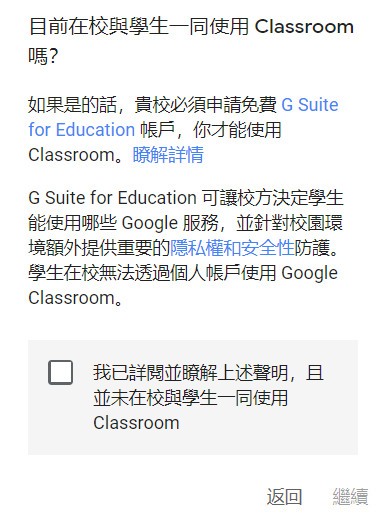 目前在校與學生一同使用 Classroom
嗎？
如果是的話，貴校必須申請免費 G Suite
for Education 帳戶，你才能使用
Classroom。瞭解詳情
G Suite for Education 可讓校方決定學生
能使用哪些 Google 服務，並針對校園環
境額外提供重要的隱私權和安全性防護。
學生在校無法透過個人帳戶使用 Google
Classroom。
我已詳閱並瞭解上述聲明，且
並未在校與學生一同使用
Classroom
返回 繼續